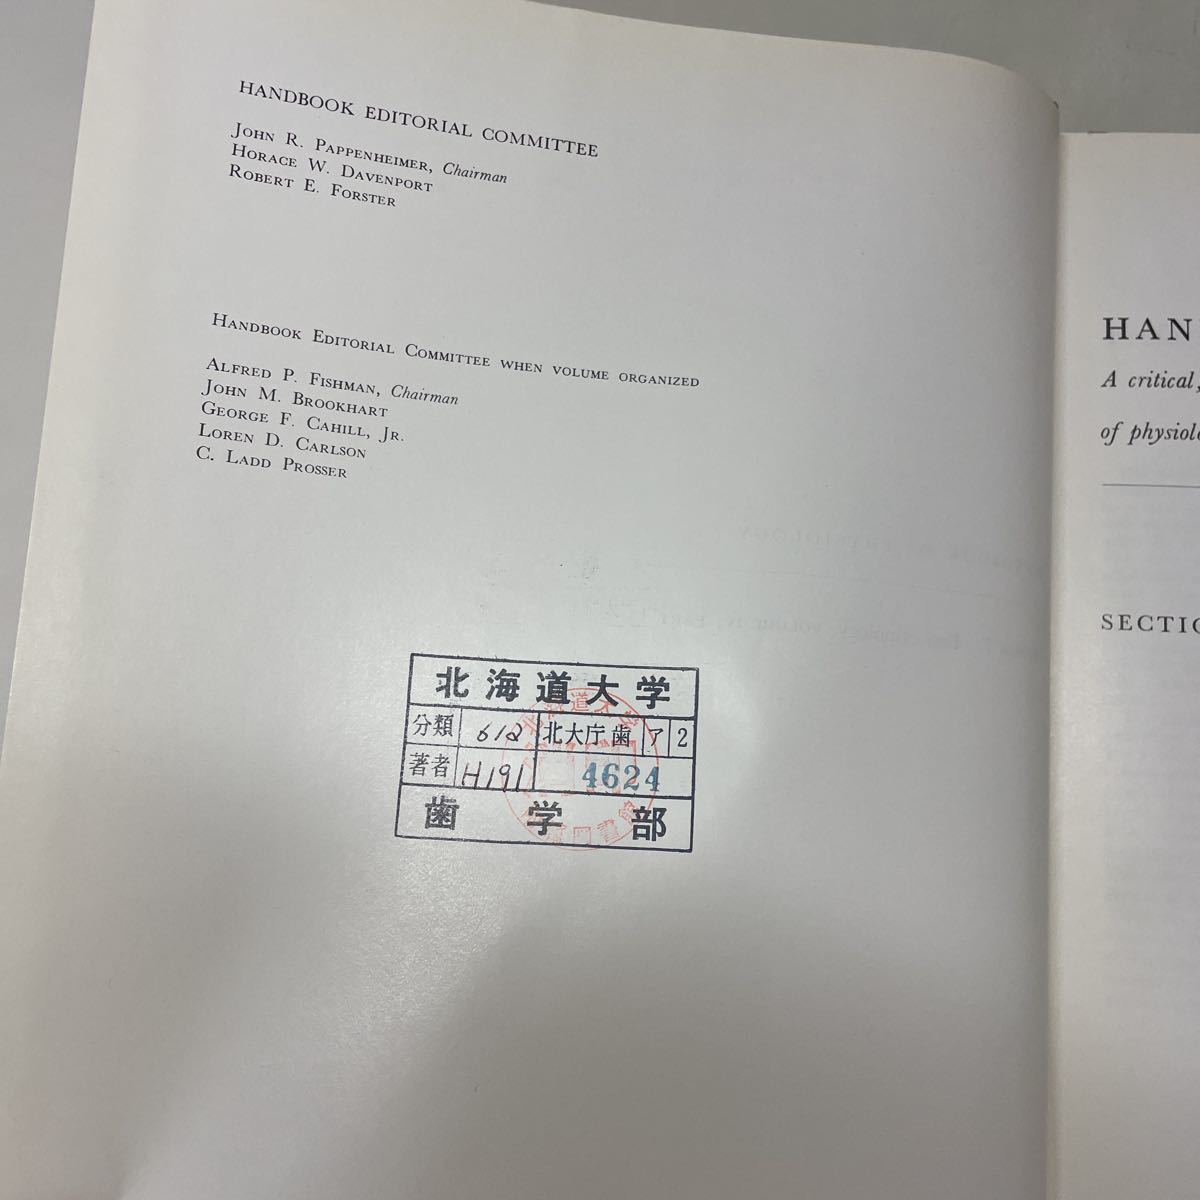 HANDBOOK EDITORIAL COMMITTEE
JOHN R. PAPPENHEIMER, Chairman
HORACE W. DAVENPORT
ROBERT E. FORSTER
HANDBOOK EDITORIAL COMMITTEE WHEN VOLUME ORGANIZED
ALFRED P. FISHMAN, Chairman
JOHN M. BROOKHART
GEORGE F. CAHILL, JR.
LOREN D. CARLSON
C. LADD PROSSER
北海道大学
分類 612 北大庁歯 ア 2
著者 H191 4624
歯学部
HAN
A critical,
of physiolo
SECTIO